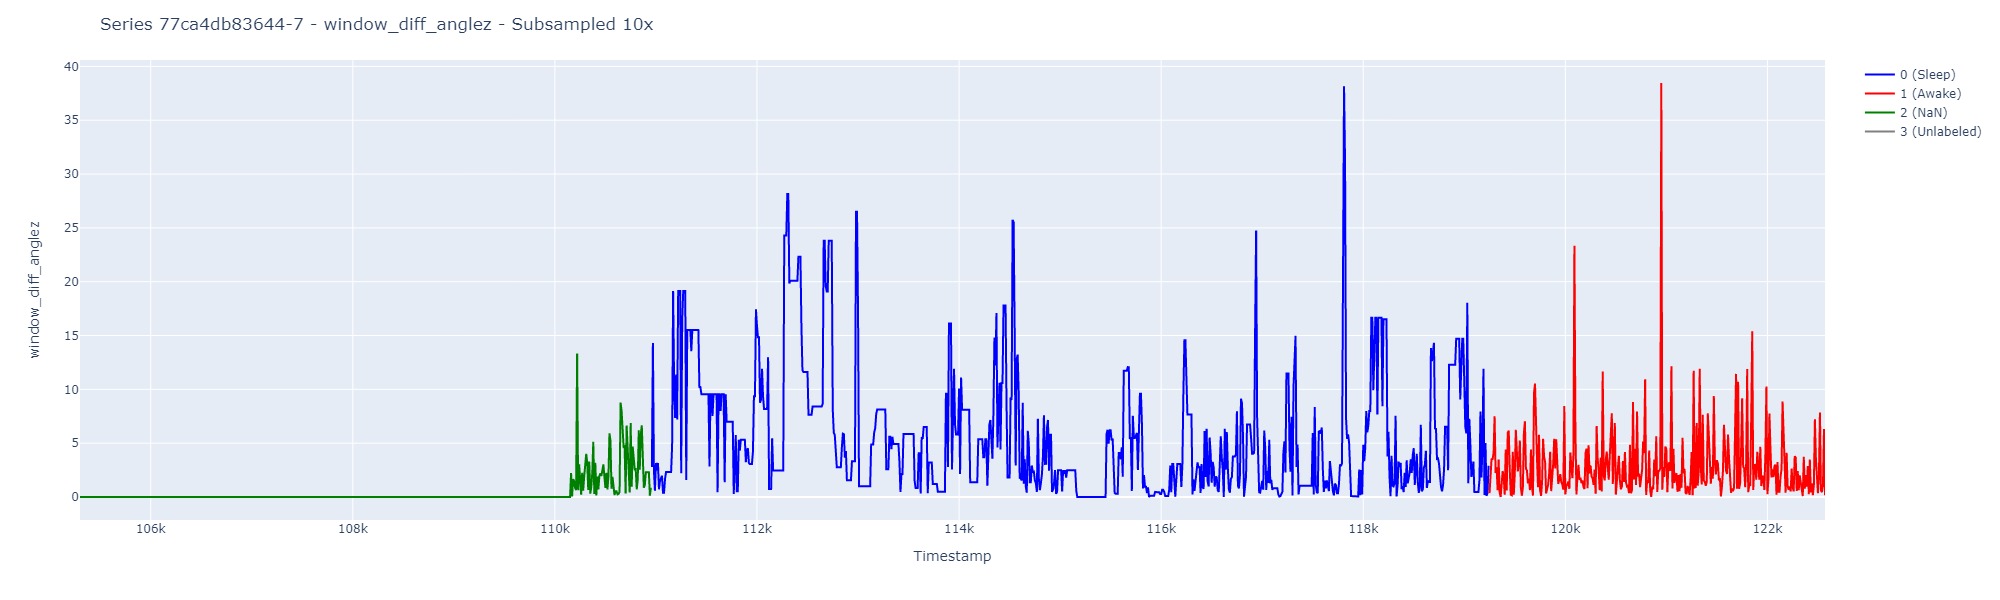 Series 77ca4db83644-7 - window_diff_anglez - Subsampled 10x
0 (Sleep)
1 (Awake)
2 (NaN)
3 (Unlabeled)
window_diff_anglez
40
35
30
25
20
15
10
5
0
106k
108k
110k
112k
114k
116k
118k
120k
122k
Timestamp